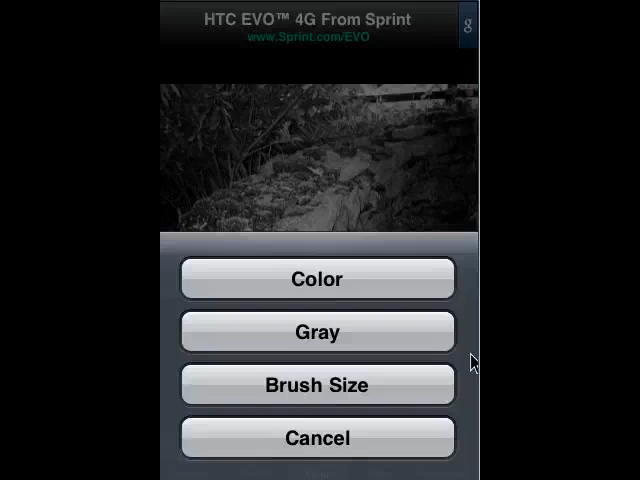 HTC EVO™ 4G From Sprint
www.Sprint.com/EVO
g
Color
Gray
Brush Size
Cancel